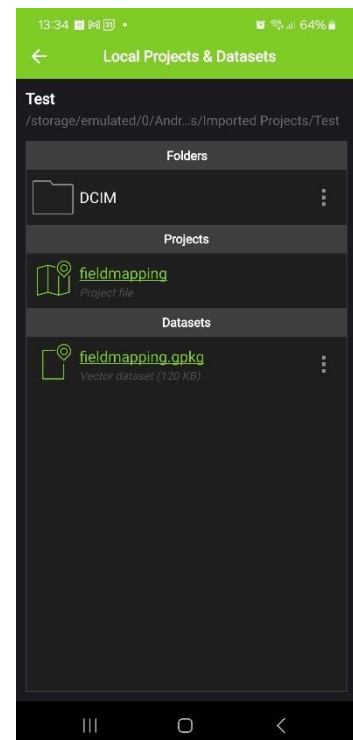 13:34 31 64%
Local Projects & Datasets
Test
/storage/emulated/0/Andr...s/Imported Projects/Test
Folders
DCIM
Projects
fieldmapping
Project file
Datasets
fieldmapping.gpkg
Vector dataset (120 KB)